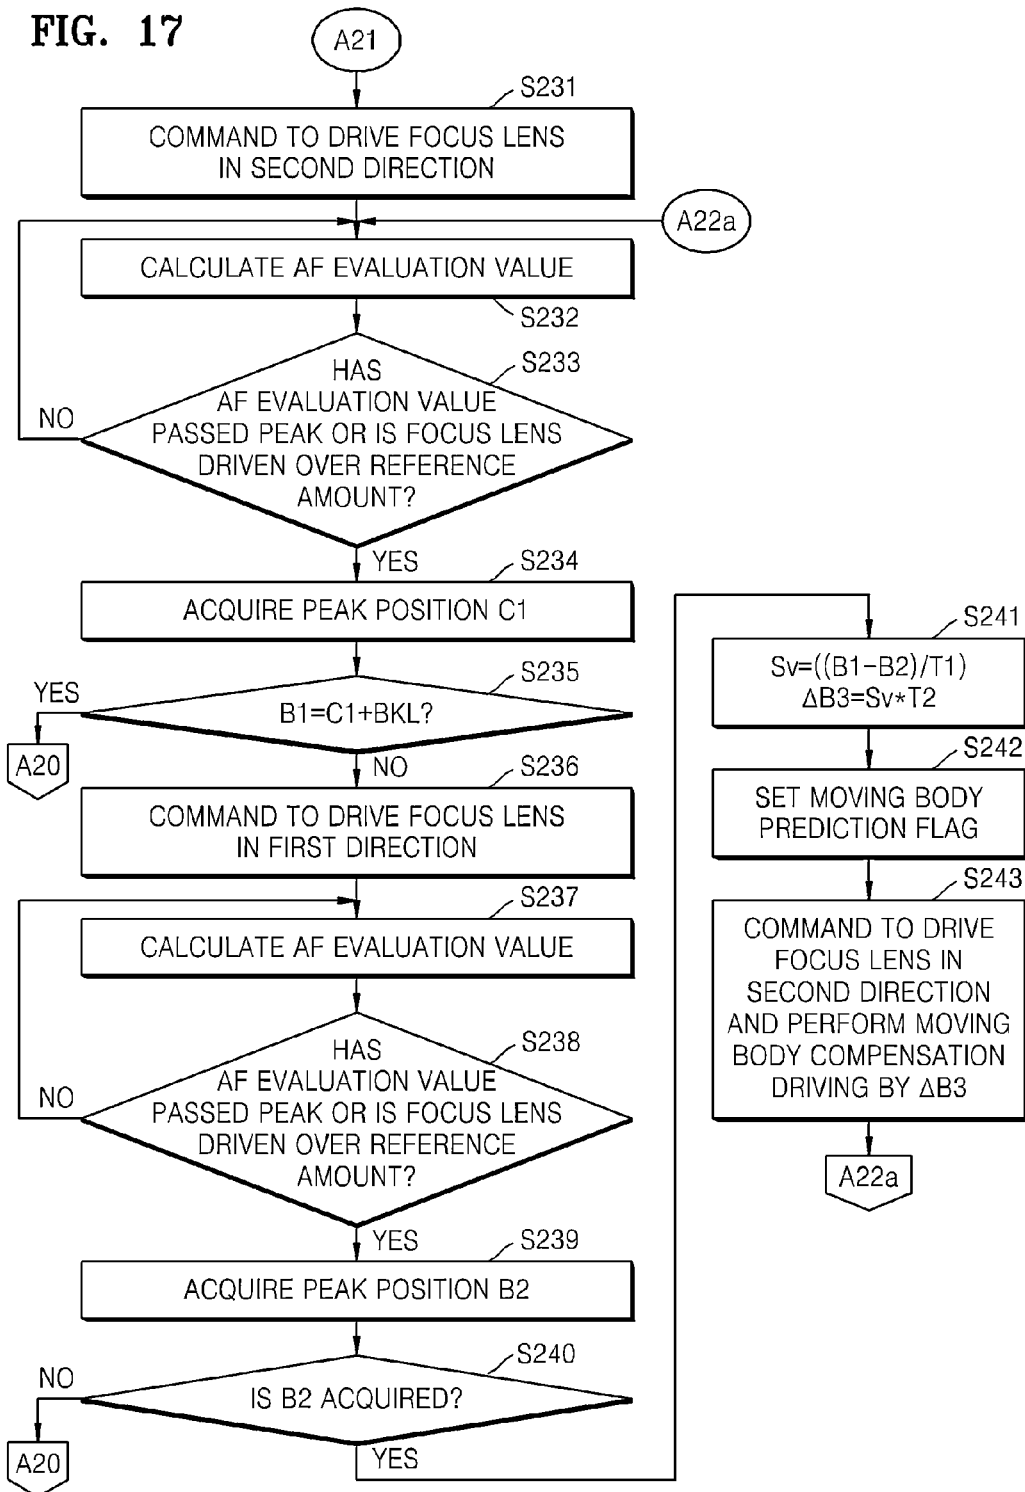 FIG. 17
A21
S231
COMMAND TO DRIVE FOCUS LENS
IN SECOND DIRECTION
A22a
CALCULATE AF EVALUATION VALUE
S232
S233
HAS
AF EVALUATION VALUE
PASSED PEAK OR IS FOCUS LENS
DRIVEN OVER REFERENCE
AMOUNT?
NO
YES
S234
ACQUIRE PEAK POSITION C1
S235
B1=C1+BKL?
YES
A20
NO
S236
COMMAND TO DRIVE FOCUS LENS
IN FIRST DIRECTION
S237
CALCULATE AF EVALUATION VALUE
S238
HAS
AF EVALUATION VALUE
PASSED PEAK OR IS FOCUS LENS
DRIVEN OVER REFERENCE
AMOUNT?
NO
YES
S239
ACQUIRE PEAK POSITION B2
S240
IS B2 ACQUIRED?
NO
A20
YES
S241
Sv=((B1-B2)/T1)
ΔB3=Sv*T2
S242
SET MOVING BODY
PREDICTION FLAG
S243
COMMAND TO DRIVE
FOCUS LENS IN
SECOND DIRECTION
AND PERFORM MOVING
BODY COMPENSATION
DRIVING BY ΔB3
A22a